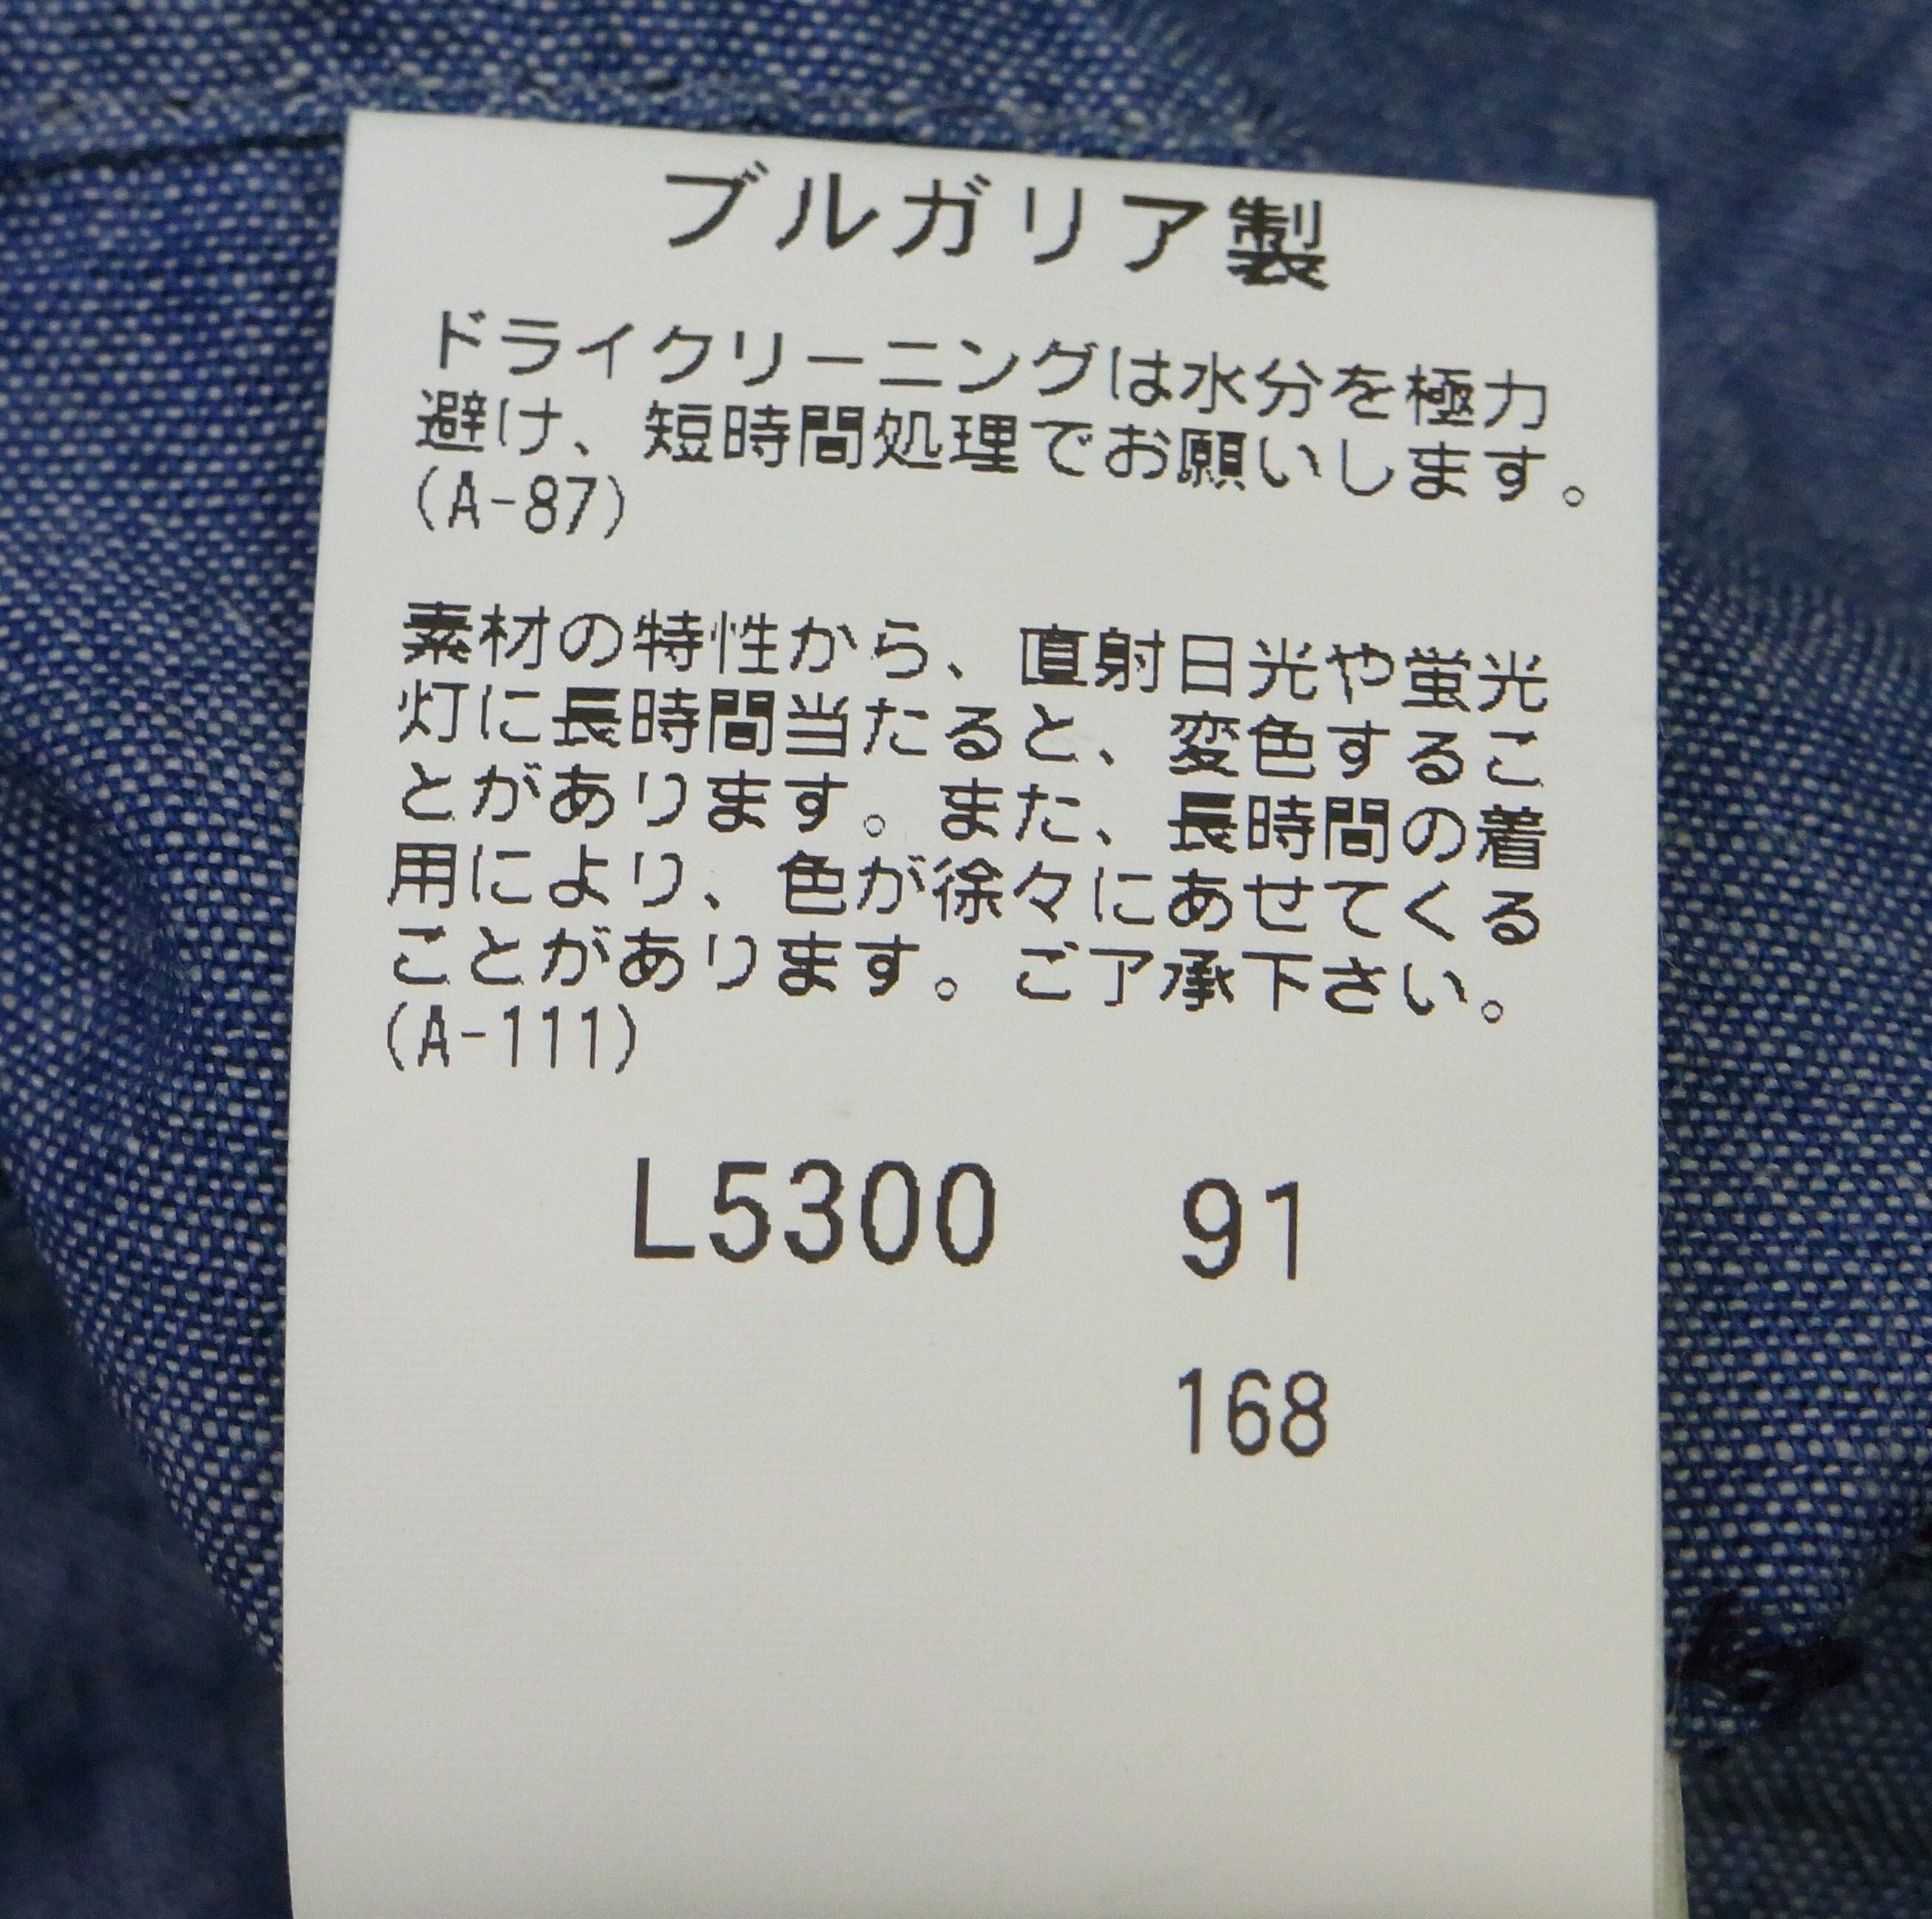 ブルガリア製
ドライクリーニングは水分を極力
避け、短時間処理でお願いします。
(A-87)
素材の特性から、直射日光や蛍光
灯に長時間当たると、変色するこ
とがあります。また、長時間の着
用により、色が徐々にあせてくる
ことがあります。ご了承下さい。
(A-111)
L5300 91
168